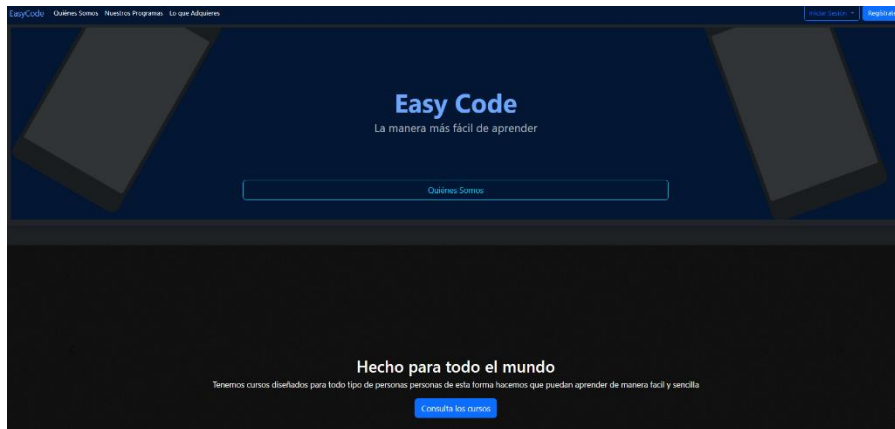 EasyCode Quiénes Somos Nuestros Programas Lo que Adquieres Iniciar Sesión Regístrate
Easy Code
La manera más fácil de aprender
Quiénes Somos
Hecho para todo el mundo
Tenemos cursos diseñados para todo tipo de personas personas de esta forma hacemos que puedan aprender de manera facil y sencilla
Consulta los cursos